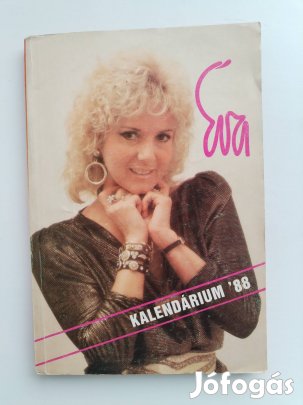 Éva
KALENDÁRIUM '88
Jófogás